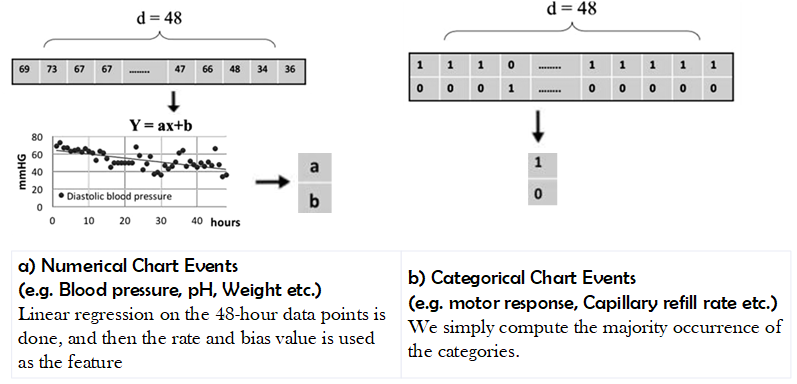 d = 48
69 73 67 67 ........ 47 66 48 34 36
Y = ax+b
80
60
40
20
0
mmHG
Diastolic blood pressure
0 10 20 30 40 hours
a
b
a) Numerical Chart Events
(e.g. Blood pressure, pH, Weight etc.)
Linear regression on the 48-hour data points is
done, and then the rate and bias value is used
as the feature
d = 48
1 1 1 0 ........ 1 1 1 1 1
0 0 0 1 ........ 0 0 0 0 0
1
0
b) Categorical Chart Events
(e.g. motor response, Capillary refill rate etc.)
We simply compute the majority occurrence of
the categories.